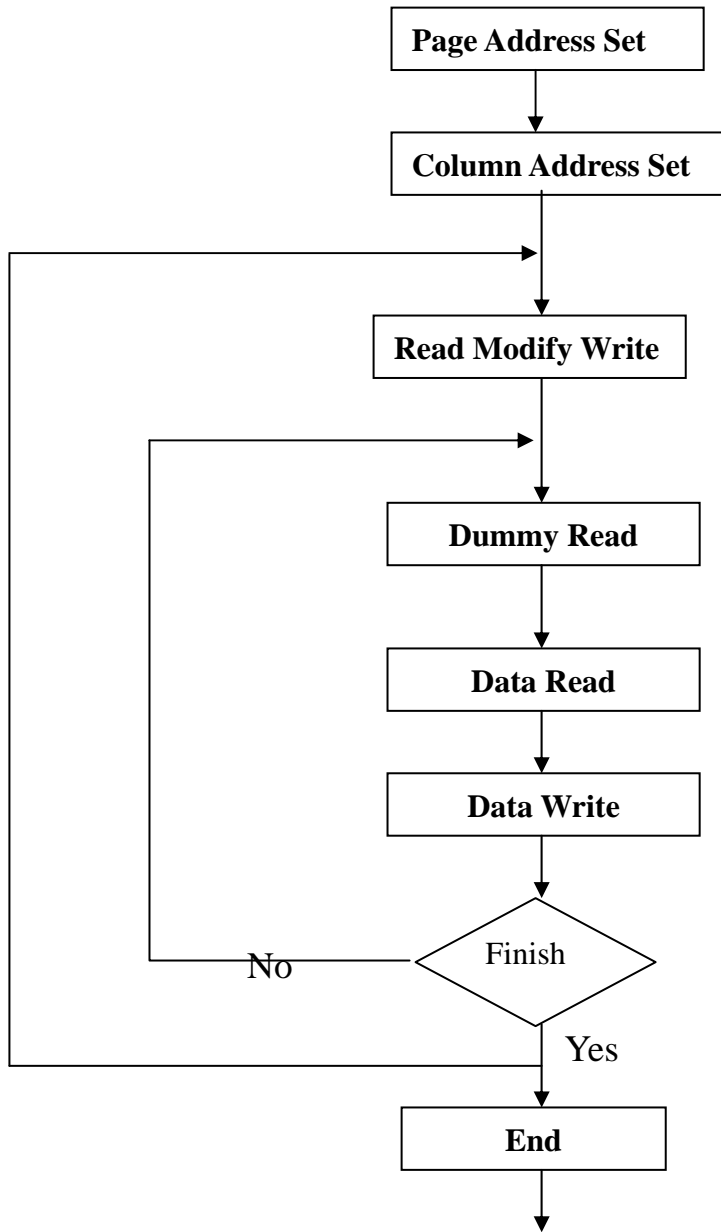 Page Address Set
Column Address Set
Read Modify Write
Dummy Read
Data Read
Data Write
Finish
No
Yes
End